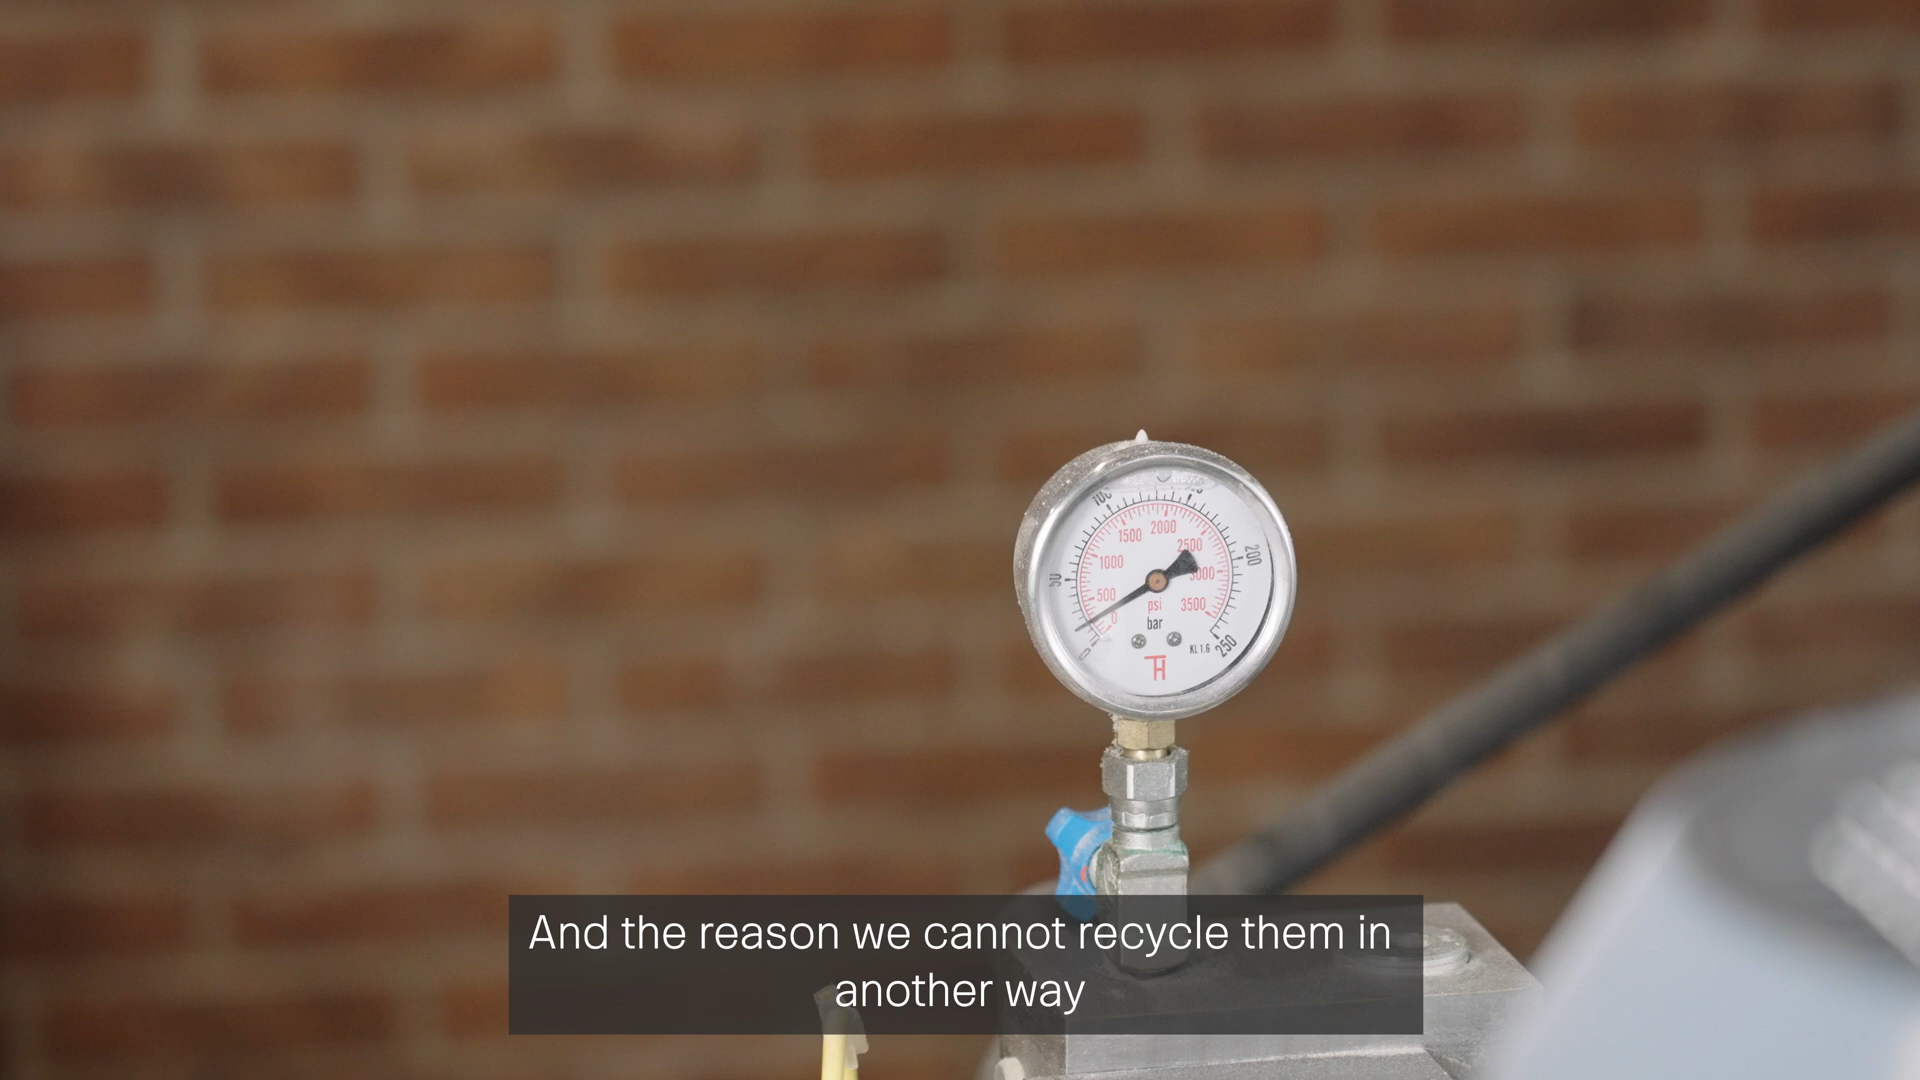 100
1500 2000
2500
1000
200
50
3000
500
psi
3500
0
bar
KL 1.6
250
0
TH
And the reason we cannot recycle them in
another way